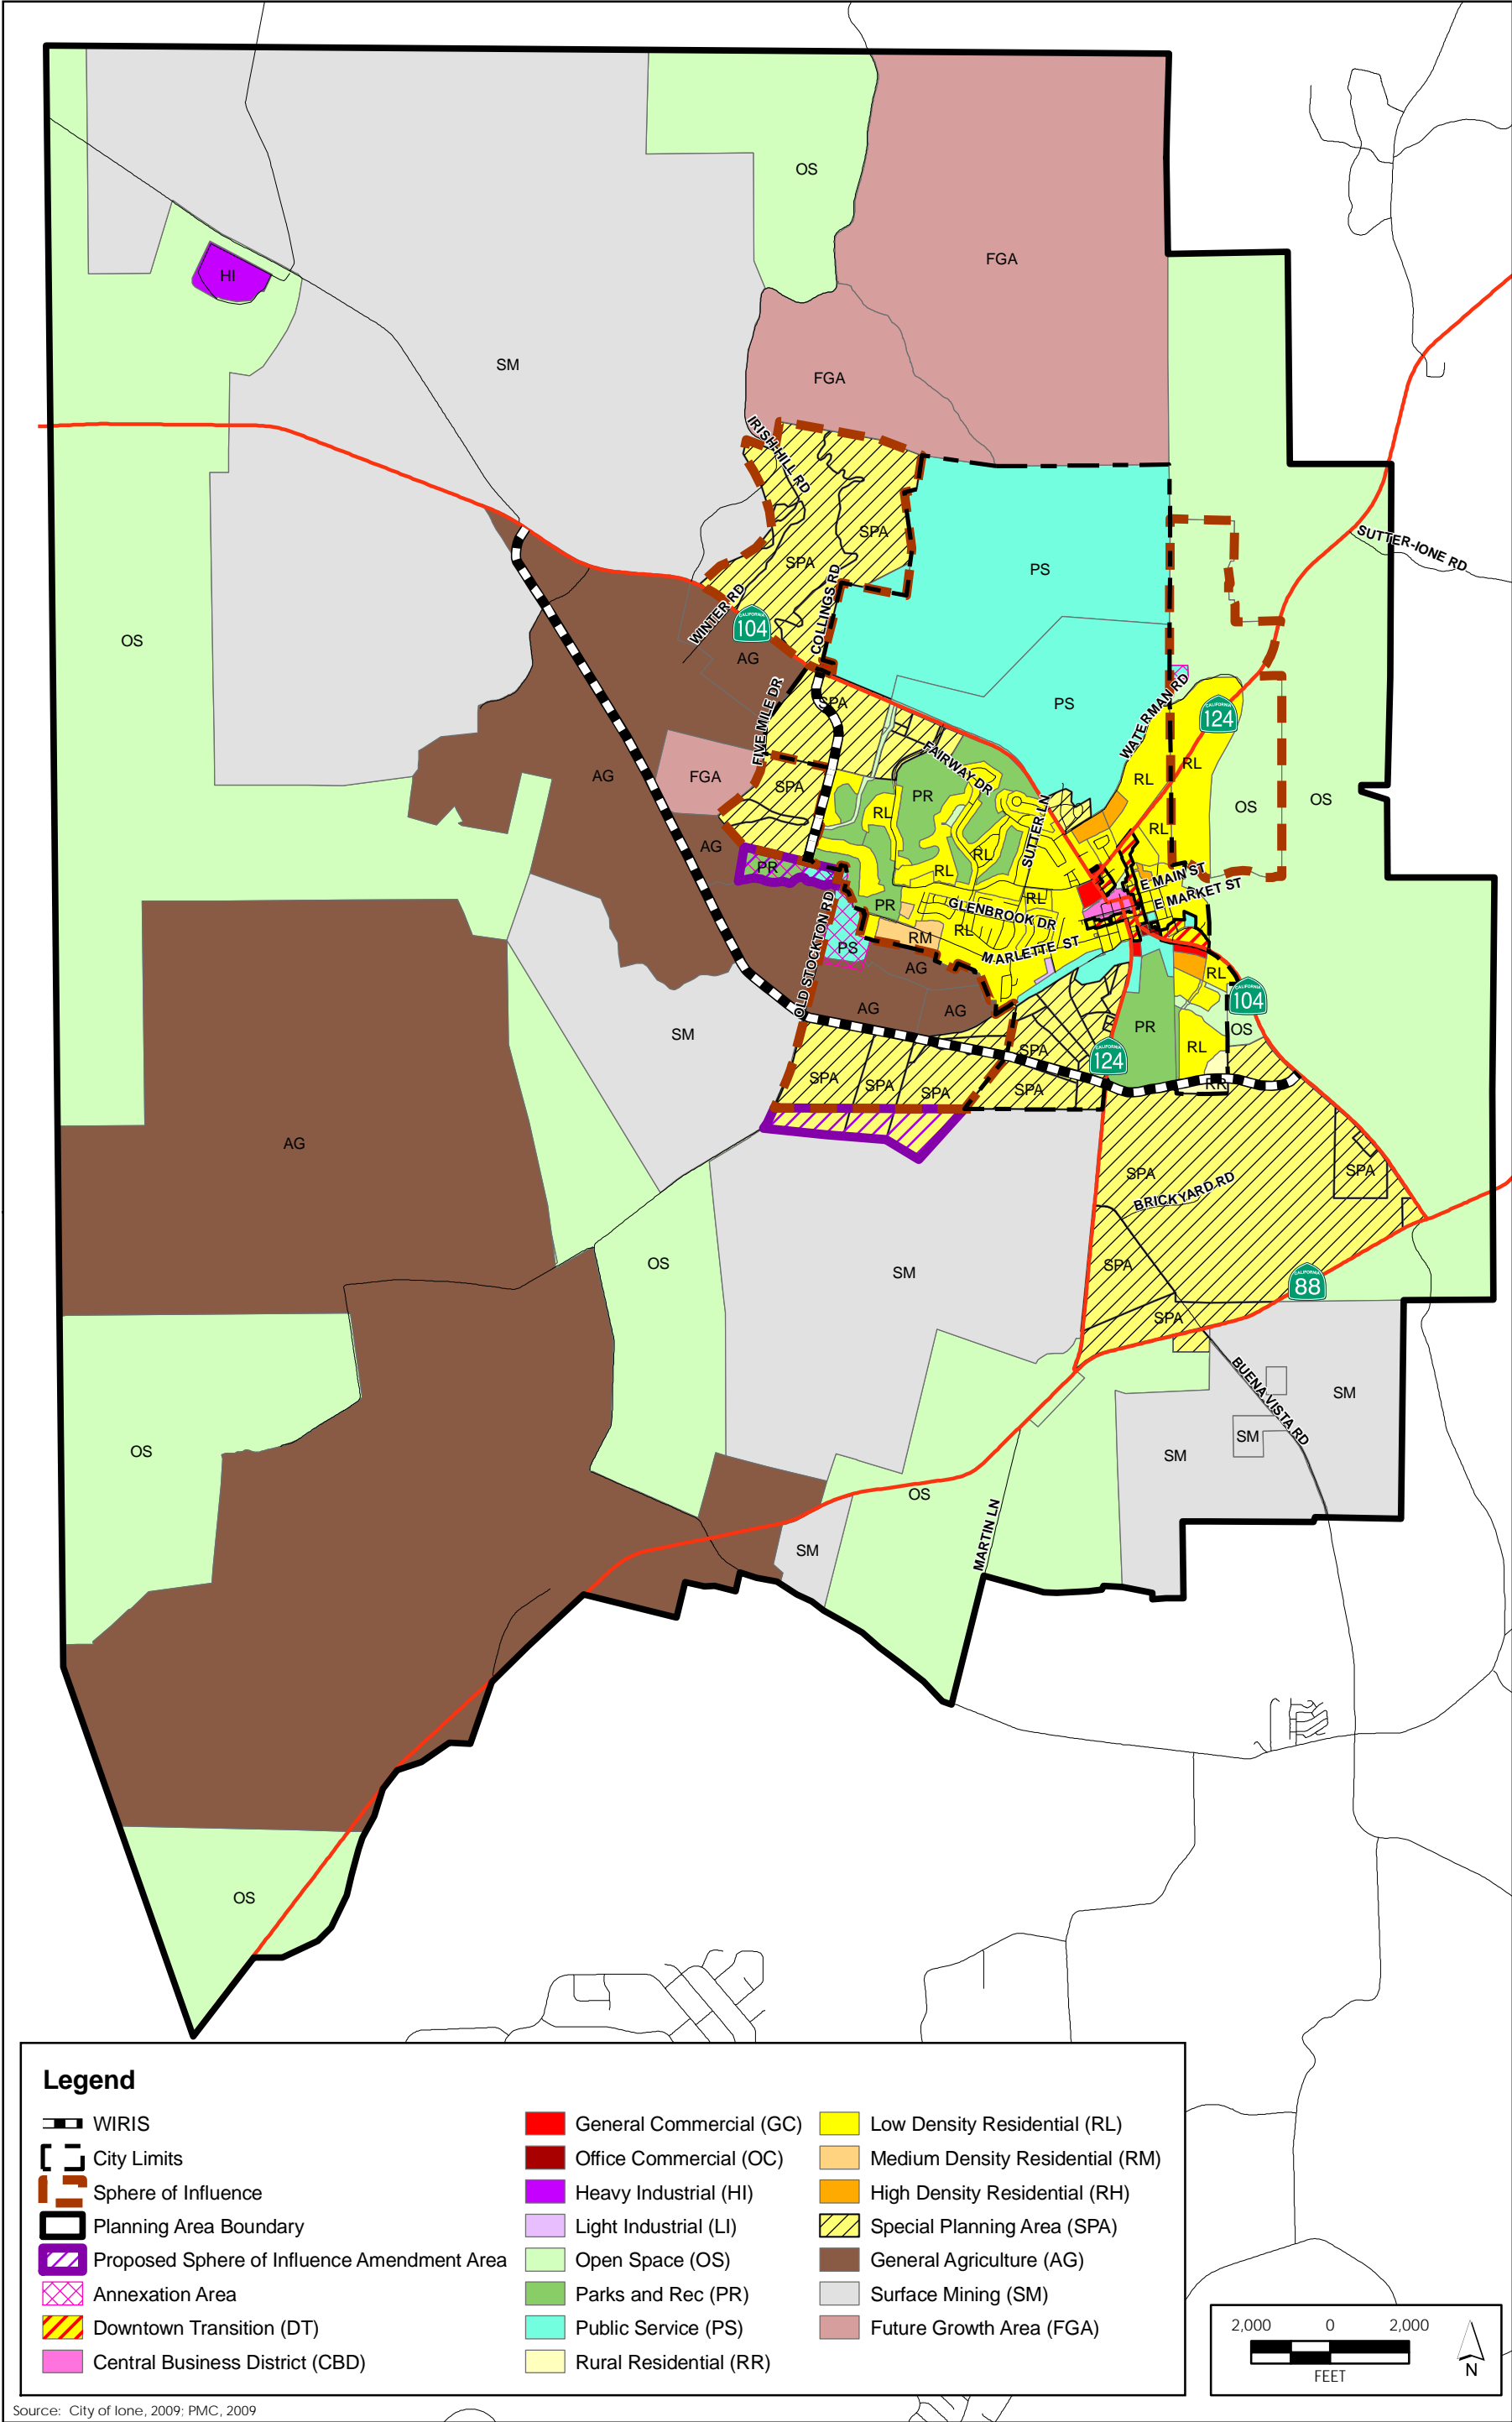 OS
FGA
HI
SM
FGA
IRISH HILL RD
SUTTER-IONE RD
SPA
SPA
PS
COLLINGS RD
WINTER RD
CALIFORNIA
104
OS
AG
SPA
PS
WATERMAN RD
CALIFORNIA
124
FIVE MILE DR
FAIRWAY DR
RL
RL
AG
FGA
SPA
PR
RL
SUTTER LN
RL
OS
OS
AG
PR
RL
RL
RL
E MAIN ST
E MARKET ST
PR
GLENBROOK DR
RL
RM
MARLETTE ST
PS
OLD STOCKTON RD
AG
AG
AG
RL
CALIFORNIA
104
PR
OS
SM
SPA
CALIFORNIA
124
RL
RR
SPA
SPA
SPA
SPA
AG
SPA
SPA
BRICKYARD RD
OS
SM
SPA
CALIFORNIA
88
SPA
BUENA VISTA RD
SM
OS
SM
SM
OS
MARTIN LN
SM
OS
Legend
WIRIS
City Limits
Sphere of Influence
Planning Area Boundary
Proposed Sphere of Influence Amendment Area
Annexation Area
Downtown Transition (DT)
Central Business District (CBD)
General Commercial (GC)
Office Commercial (OC)
Heavy Industrial (HI)
Light Industrial (LI)
Open Space (OS)
Parks and Rec (PR)
Public Service (PS)
Rural Residential (RR)
Low Density Residential (RL)
Medium Density Residential (RM)
High Density Residential (RH)
Special Planning Area (SPA)
General Agriculture (AG)
Surface Mining (SM)
Future Growth Area (FGA)
2,000 0 2,000
FEET
N
Source: City of Ione, 2009; PMC, 2009